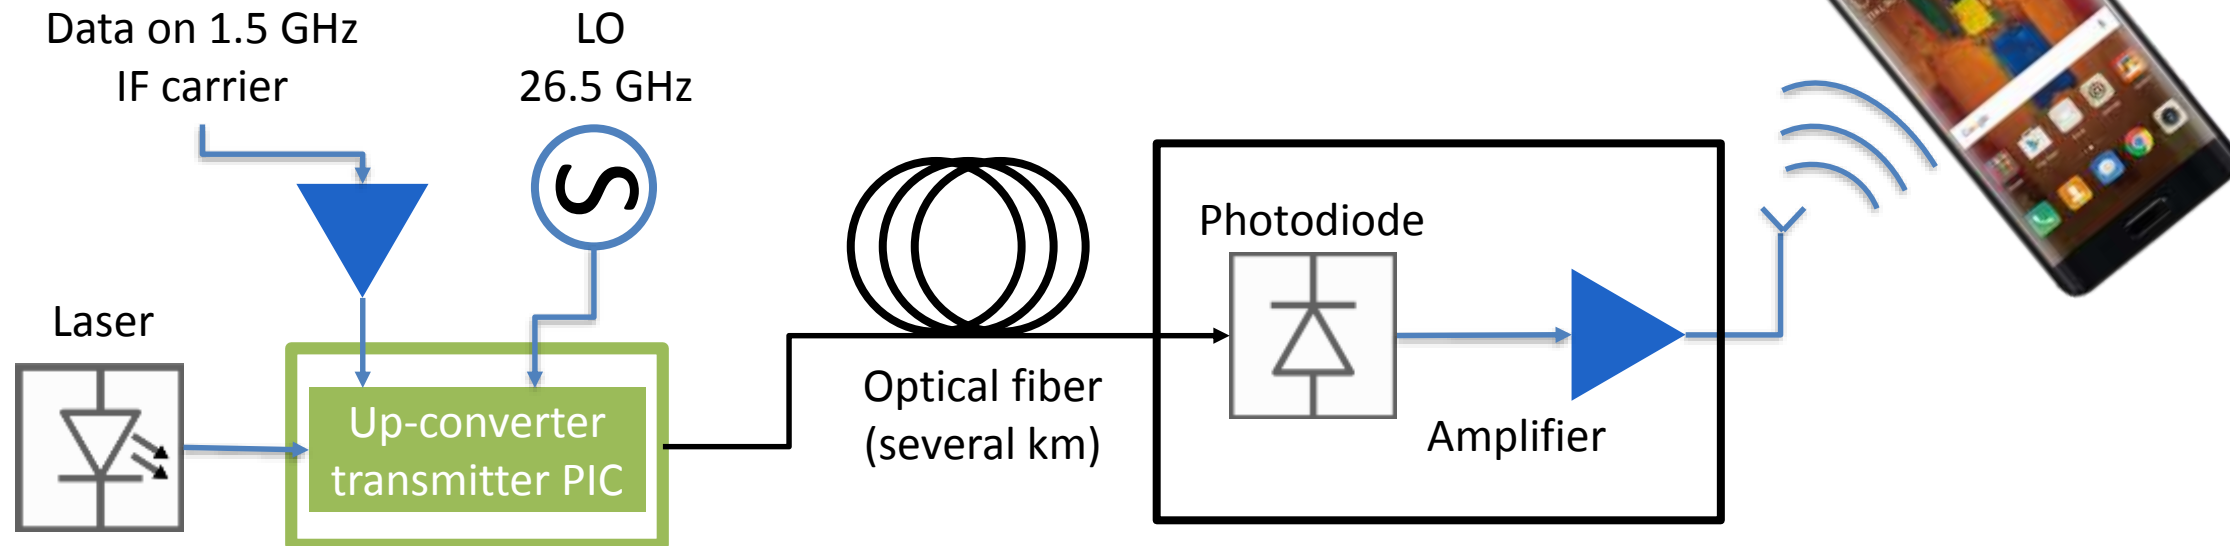 Data on 1.5 GHz
IF carrier
LO
26.5 GHz
Laser
Up-converter
transmitter PIC
Optical fiber
(several km)
Photodiode
Amplifier